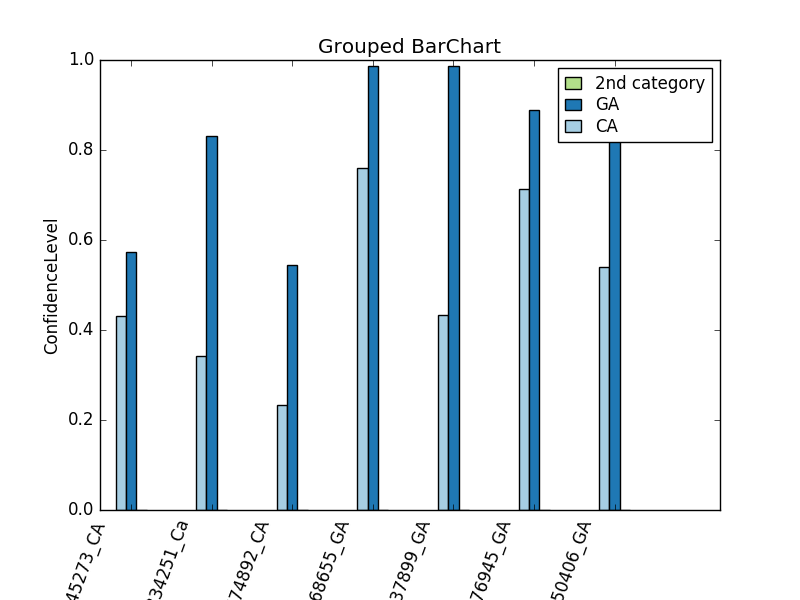 Grouped BarChart
2nd category
GA
CA
ConfidenceLevel
1.0
0.8
0.6
0.4
0.2
0.0
45273_CA
34251_Ca
74892_CA
68655_GA
37899_GA
76945_GA
50406_GA